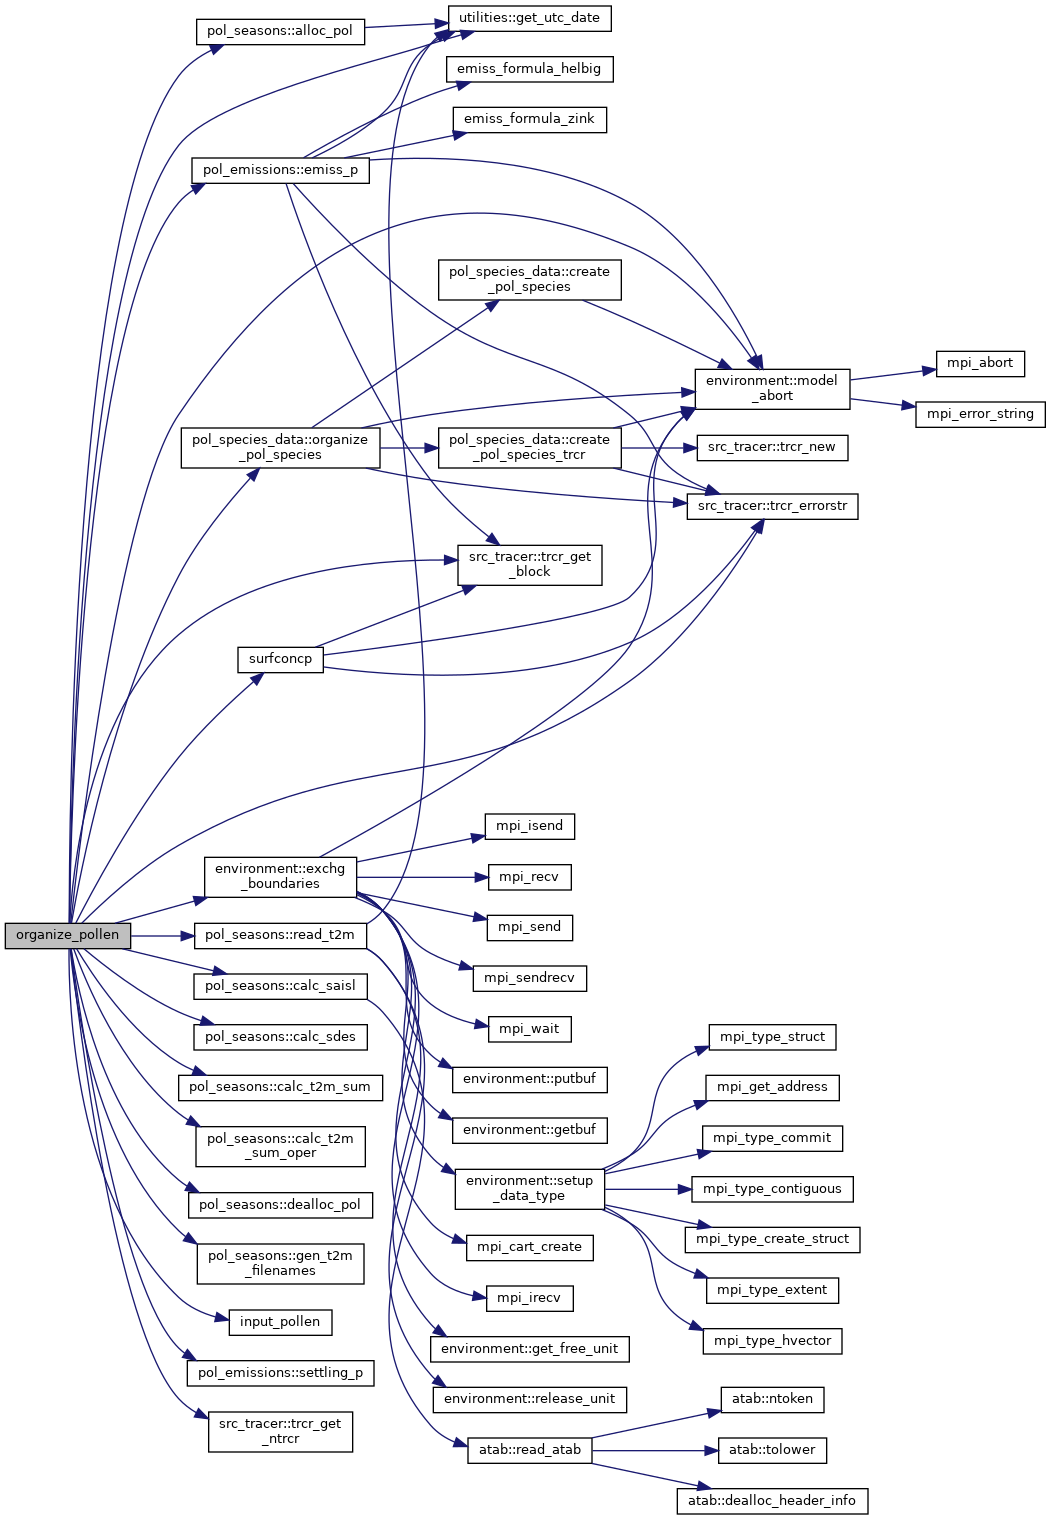 utilities::get_utc_date
pol_seasons::alloc_pol
emiss_formula_helbig
emiss_formula_zink
pol_emissions::emiss_p
pol_species_data::create
_pol_species
environment::model
_abort
mpi_abort
mpi_error_string
pol_species_data::organize
_pol_species
pol_species_data::create
_pol_species_trcr
src_tracer::trcr_new
src_tracer::trcr_errorstr
src_tracer::trcr_get
_block
surfconcp
mpi_isend
environment::exchg
_boundaries
mpi_recv
mpi_send
organize_pollen
pol_seasons::read_t2m
mpi_sendrecv
pol_seasons::calc_saisl
mpi_wait
pol_seasons::calc_sdes
mpi_type_struct
environment::putbuf
pol_seasons::calc_t2m_sum
mpi_get_address
environment::getbuf
pol_seasons::calc_t2m
_sum_oper
mpi_type_commit
environment::setup
_data_type
mpi_type_contiguous
pol_seasons::dealloc_pol
mpi_type_create_struct
mpi_cart_create
pol_seasons::gen_t2m
_filenames
mpi_type_extent
mpi_irecv
input_pollen
mpi_type_hvector
environment::get_free_unit
pol_emissions::settling_p
environment::release_unit
atab::ntoken
src_tracer::trcr_get
_ntrcr
atab::read_atab
atab::tolower
atab::dealloc_header_info